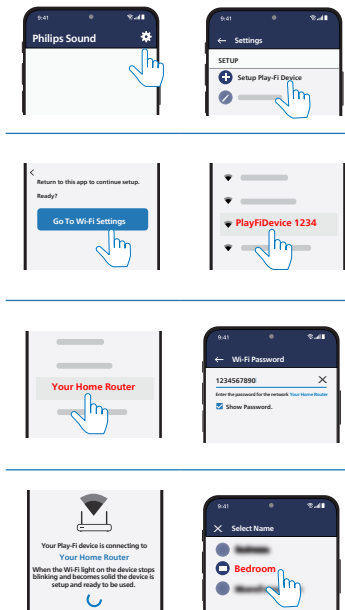 9:41
Philips Sound
9:41
← Settings
SETUP
Setup Play-Fi Device
Return to this app to continue setup.
Ready?
Go To Wi-Fi Settings
PlayFiDevice 1234
Your Home Router
9:41
← Wi-Fi Password
1234567890
Enter the password for the network Your Home Router
Show Password.
Your Play-Fi device is connecting to
Your Home Router
When the Wi-Fi light on the device stops
blinking and becomes solid the device is
setup and ready to be used.
9:41
Select Name
Bedroom